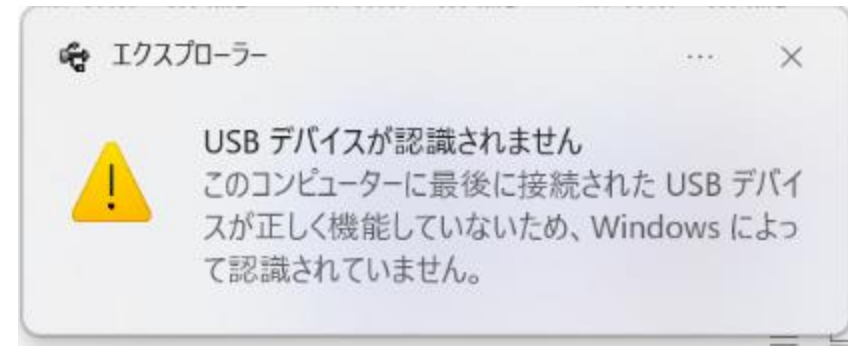 エクスプローラー
USB デバイスが認識されません
このコンピューターに最後に接続された USB デバイ
スが正しく機能していないため、Windows によっ
て認識されていません。